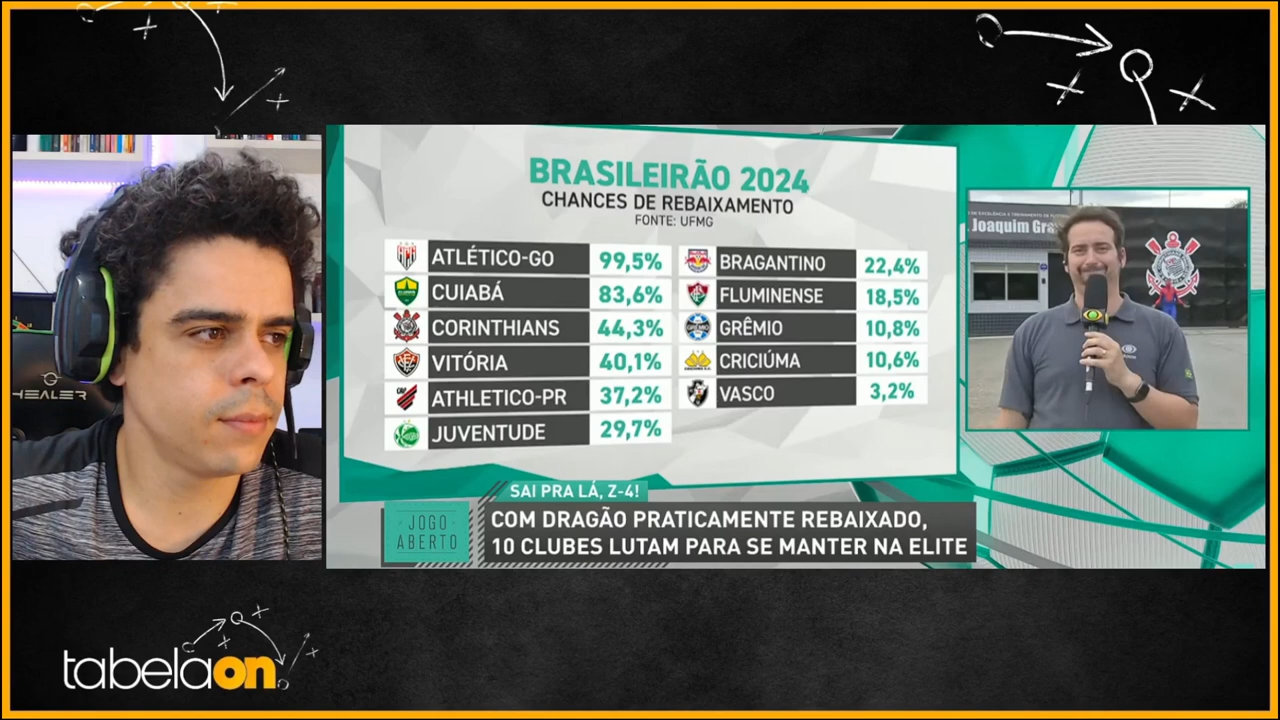 BRASILEIRÃO 2024
CHANCES DE REBAIXAMENTO
FONTE: UFMG
ATLÉTICO-GO 99,5%
CUIABÁ 83,6%
CORINTHIANS 44,3%
VITÓRIA 40,1%
ATHLETICO-PR 37,2%
JUVENTUDE 29,7%
BRAGANTINO 22,4%
FLUMINENSE 18,5%
GRÊMIO 10,8%
CRICIÚMA 10,6%
VASCO 3,2%
Joaquim Gra
HEALER
SAI PRA LÁ, Z-4!
JOGO
ABERTO
COM DRAGÃO PRATICAMENTE REBAIXADO,
10 CLUBES LUTAM PARA SE MANTER NA ELITE
tabelaon